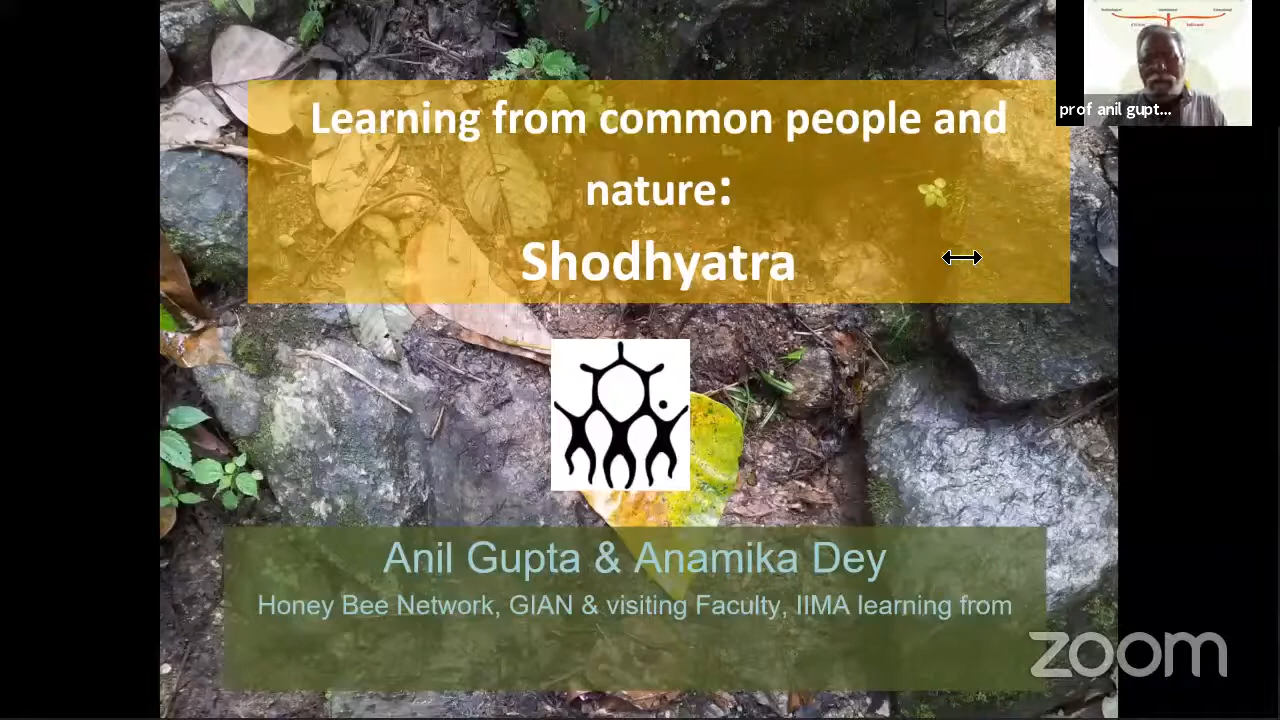 Learning from common people and
nature:
Shodhyatra
prof anil gupt...
Anil Gupta & Anamika Dey
Honey Bee Network, GIAN & visiting Faculty, IIMA learning from
zoom